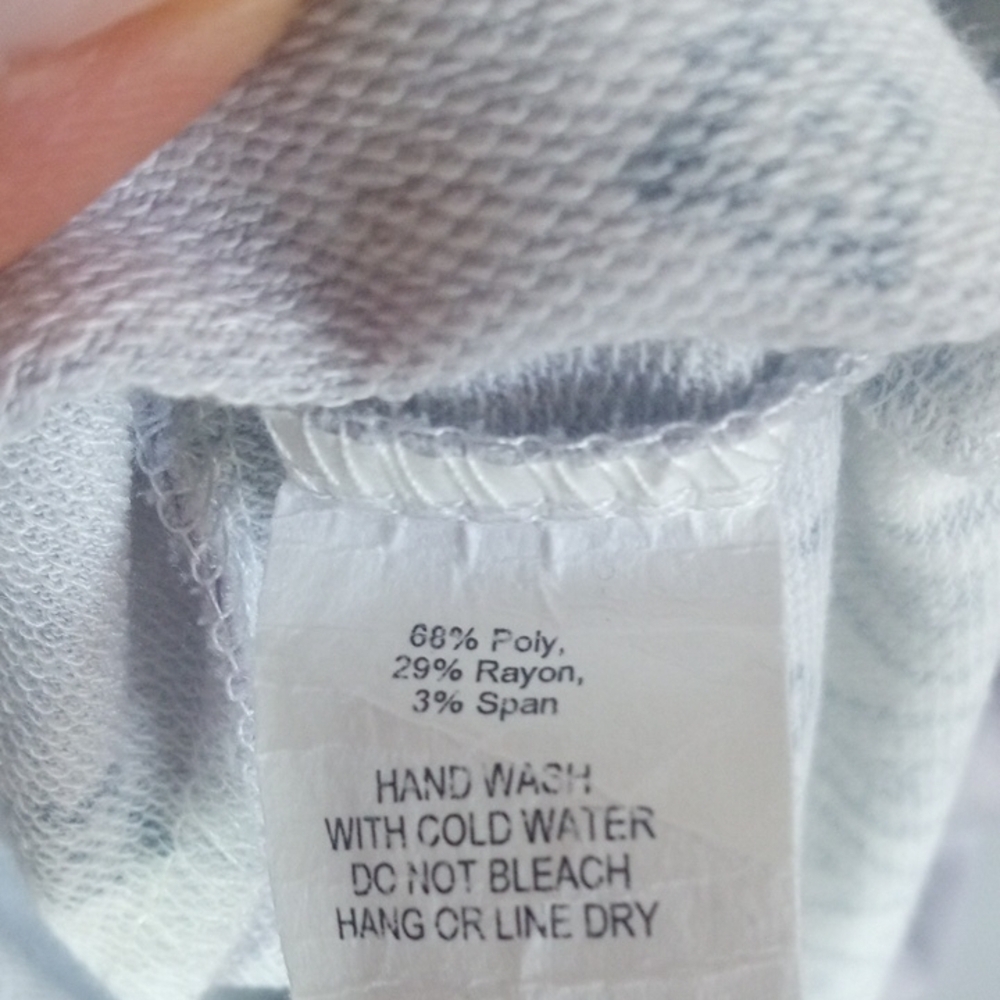 68% Poly,
29% Rayon,
3% Span
HAND WASH
WITH COLD WATER
DO NOT BLEACH
HANG OR LINE DRY